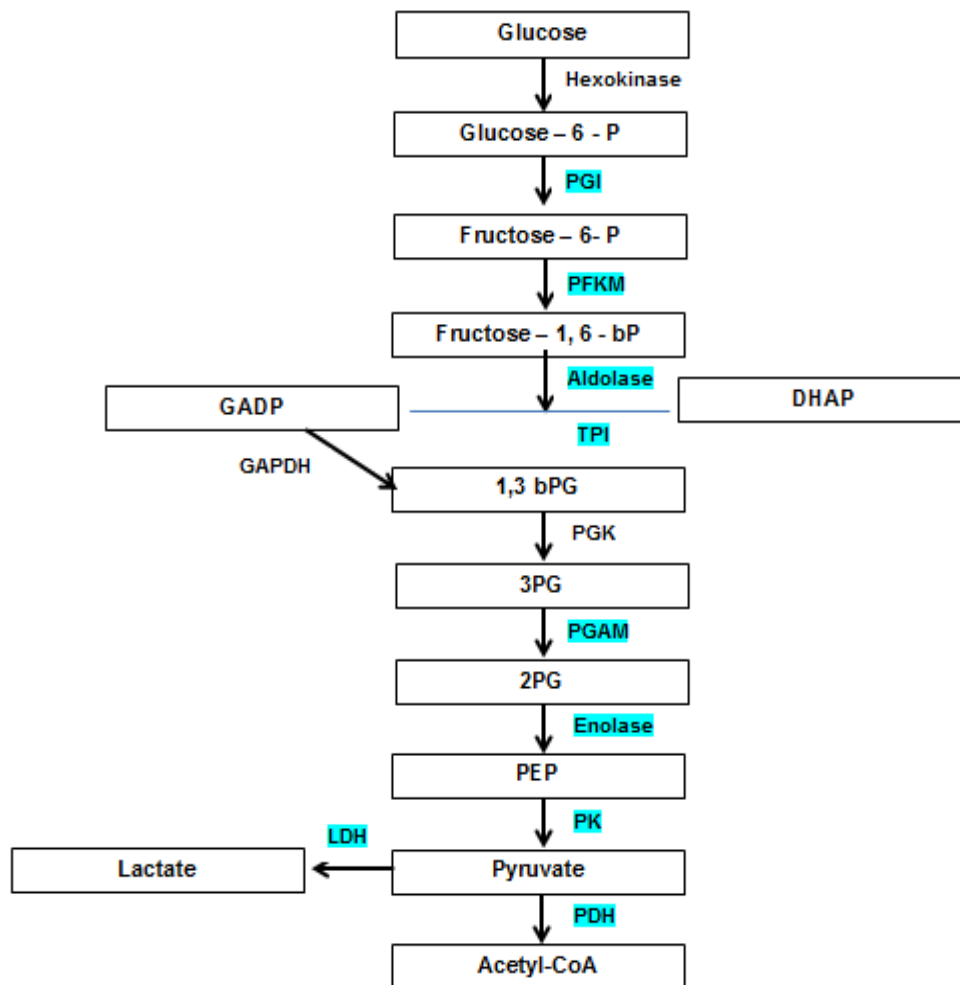 Glucose
Hexokinase
Glucose – 6 - P
PGI
Fructose – 6- P
PFKM
Fructose – 1, 6 - bP
Aldolase
GADP
DHAP
TPI
GAPDH
1,3 bPG
PGK
3PG
PGAM
2PG
Enolase
PEP
PK
LDH
Lactate
Pyruvate
PDH
Acetyl-CoA